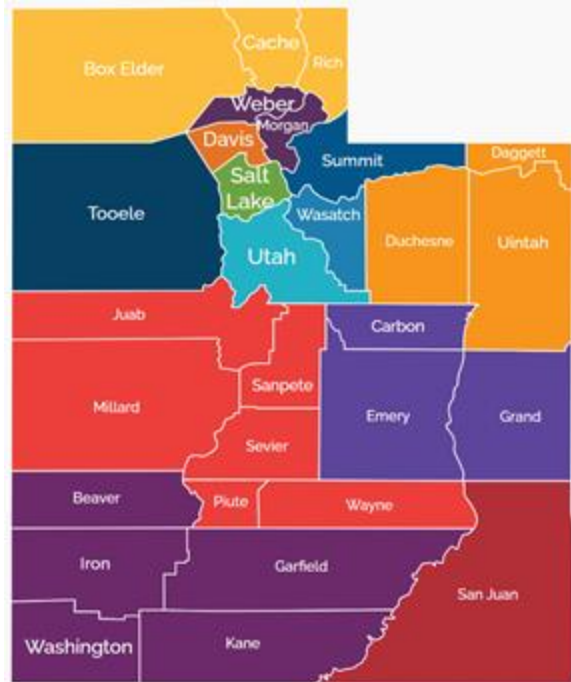 Cache
Box Elder
Rich
Weber
Morgan
Davis
Summit
Daggett
Salt
Lake
Tooele
Wasatch
Duchesne
Uintah
Utah
Juab
Carbon
Sanpete
Millard
Emery
Grand
Sevier
Beaver
Piute
Wayne
Iron
Garfield
San Juan
Washington
Kane